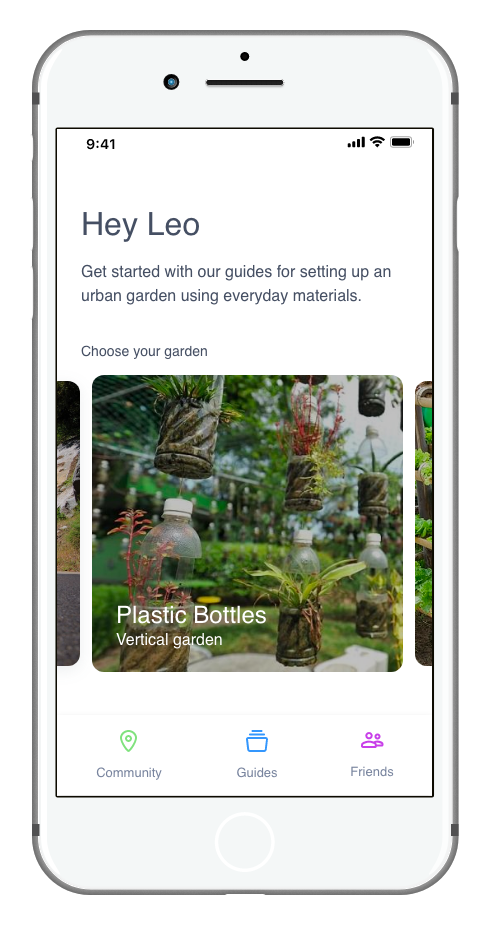 9:41
Hey Leo
Get started with our guides for setting up an
urban garden using everyday materials.
Choose your garden
Plastic Bottles
Vertical garden
Community
Guides
Friends